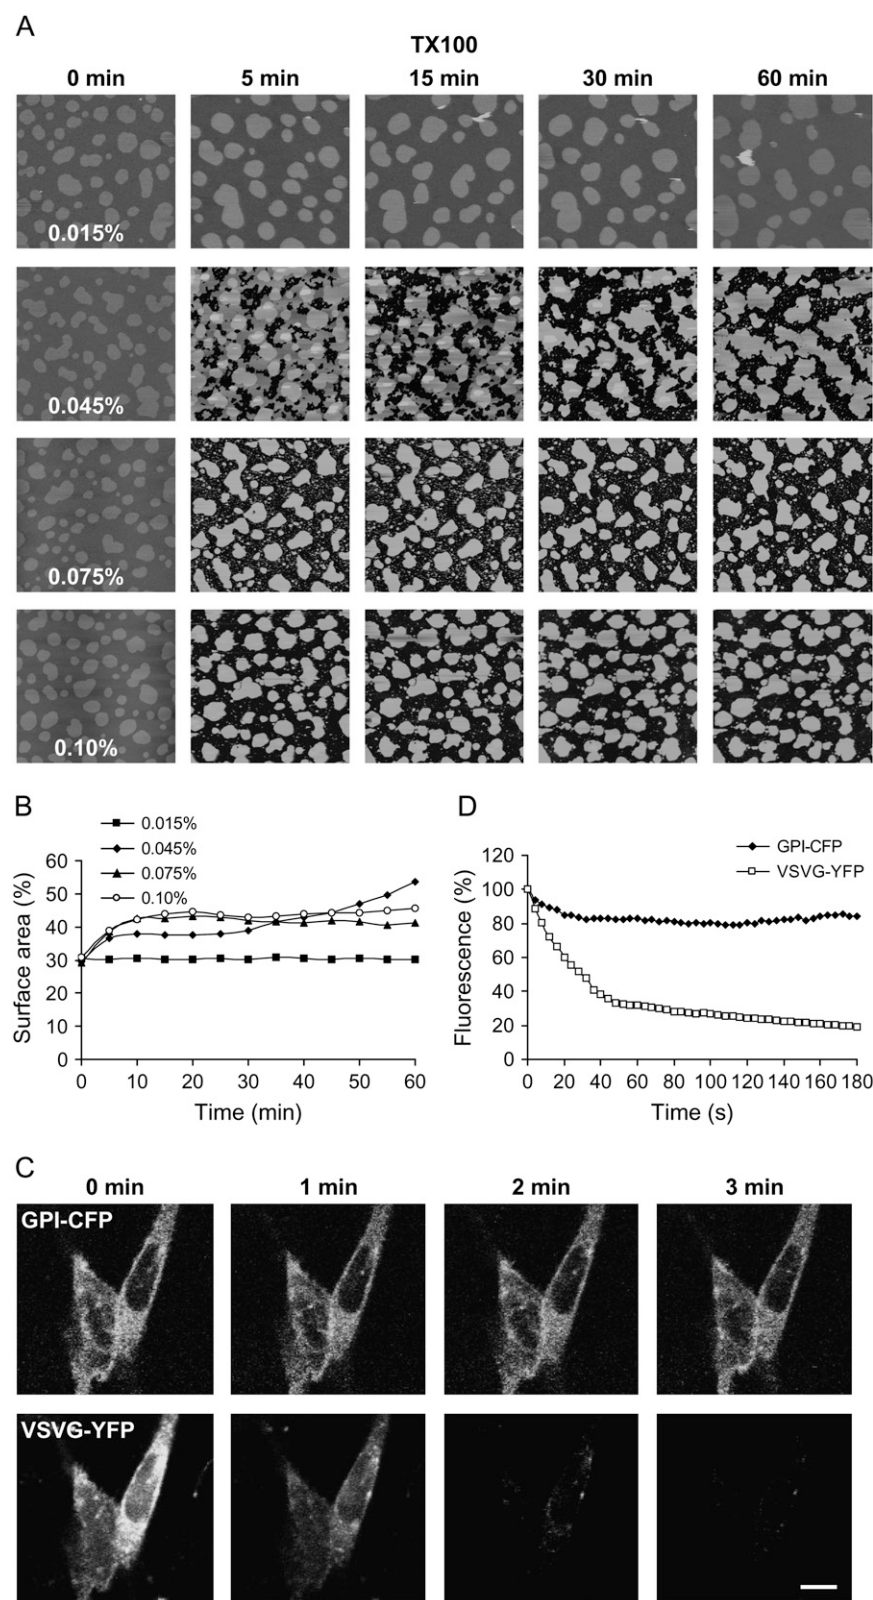 A
TX100
0 min 5 min 15 min 30 min 60 min
0.015%
0.045%
0.075%
0.10%
B
0.015%
0.045%
0.075%
0.10%
60
50
40
30
20
10
0
Surface area (%)
0 10 20 30 40 50 60
Time (min)
D
GPI-CFP
VSVG-YFP
120
100
80
60
40
20
0
Fluorescence (%)
0 20 40 60 80 100 120 140 160 180
Time (s)
C
0 min 1 min 2 min 3 min
GPI-CFP
VSVG-YFP